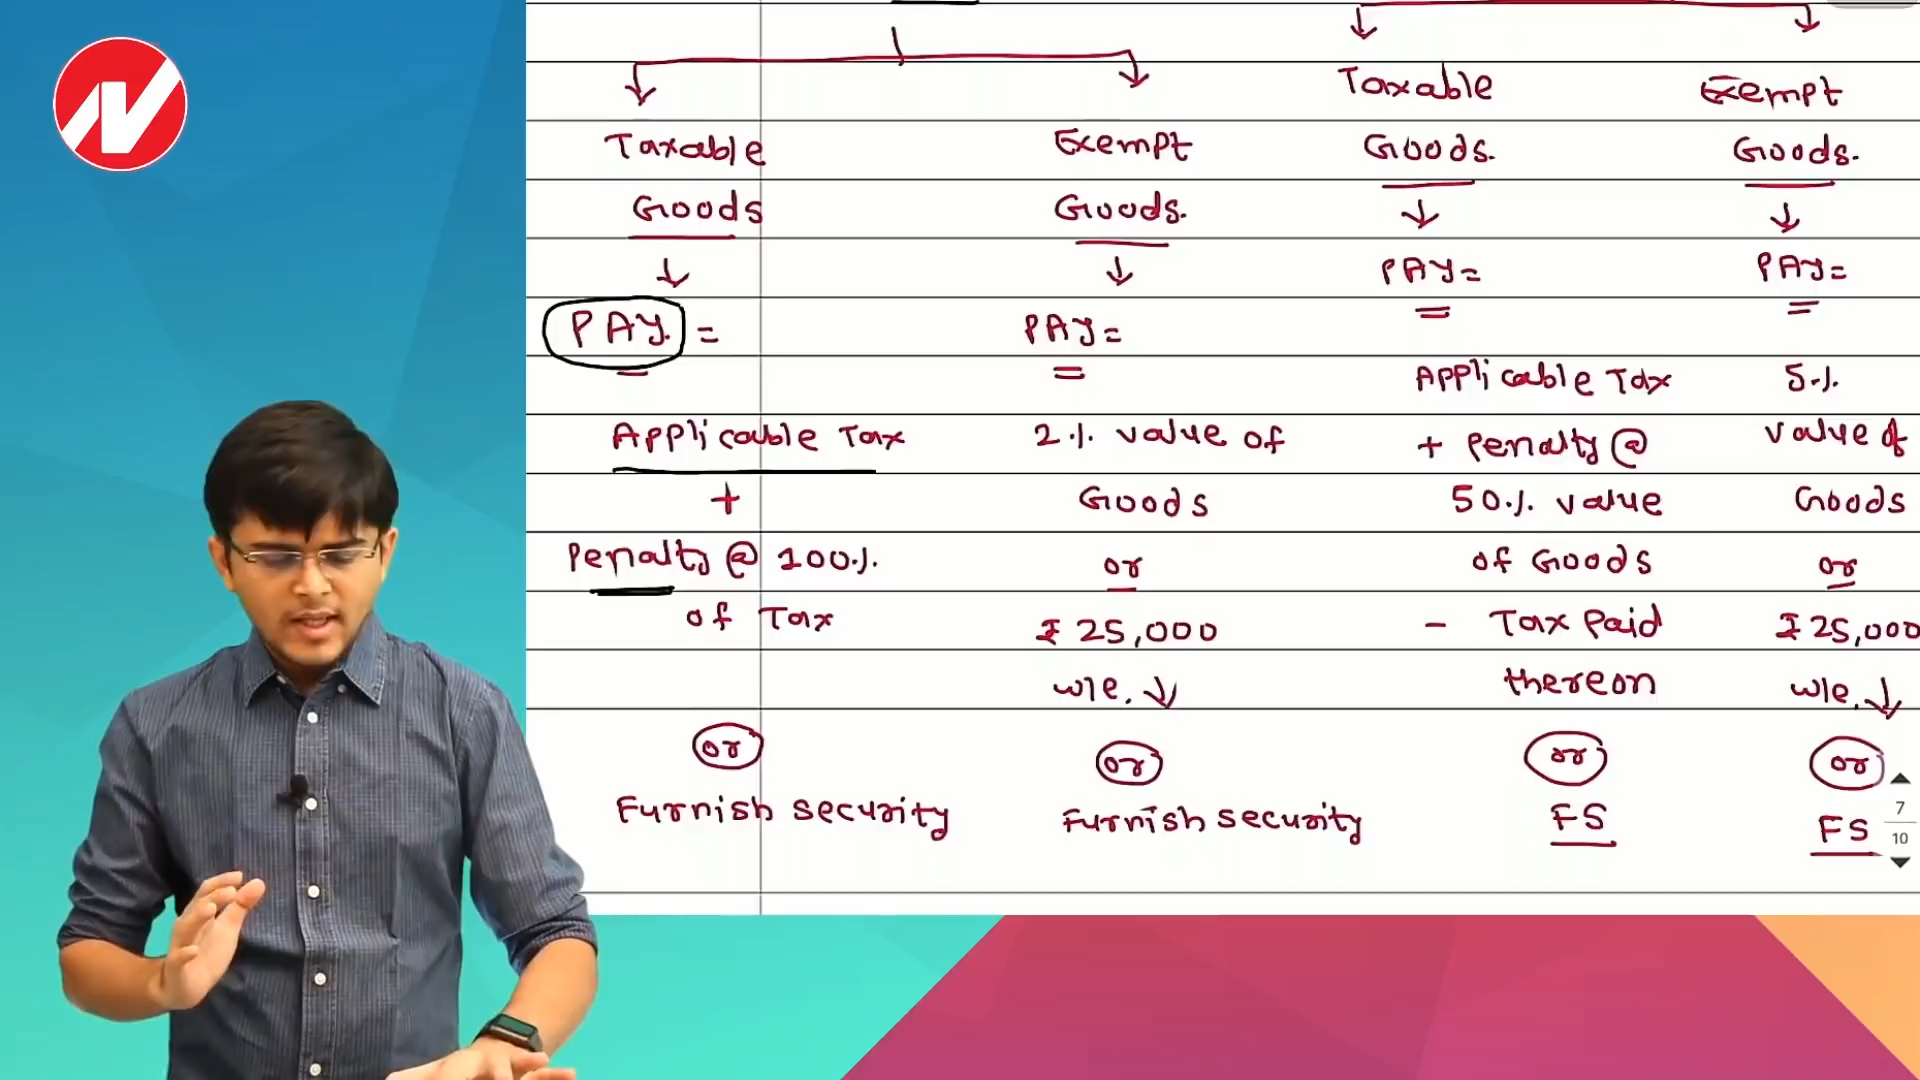 Taxable
Goods
PAY. =
Applicable Tax
+
Penalty @ 100%
of Tax
or
Furnish security
Exempt
Goods.
PAY =
2% value of
Goods
or
₹ 25,000
w/e. ↓
or
Furnish security
Taxable
Goods.
PAY =
Applicable Tax
+ Penalty @
50% value
of Goods
- Tax Paid
thereon
or
FS
Exempt
Goods.
PAY =
5%
value of
Goods
or
₹ 25,000
w/e. ↓
or
FS
7
10